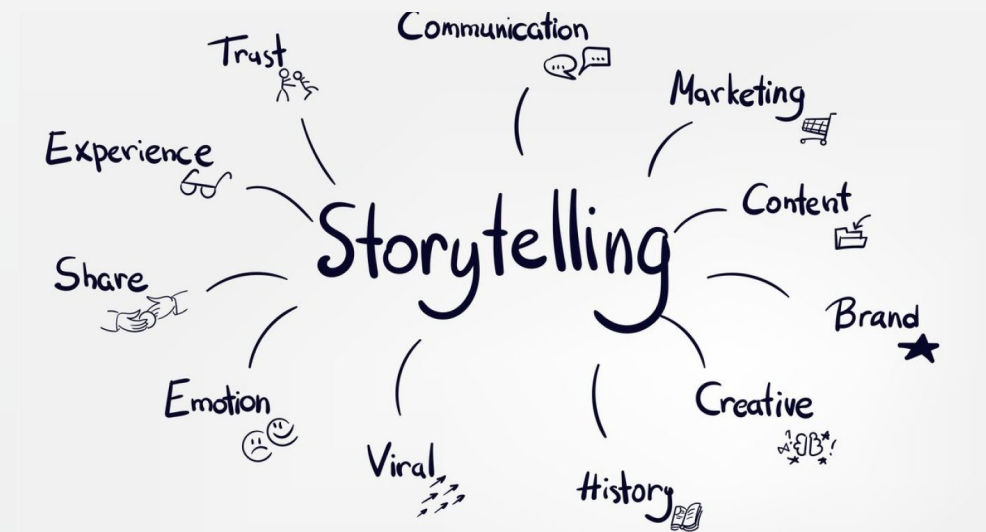 Communication
Trust
Marketing
Experience
Content
Storytelling
Share
Brand
Emotion
Creative
Viral
History